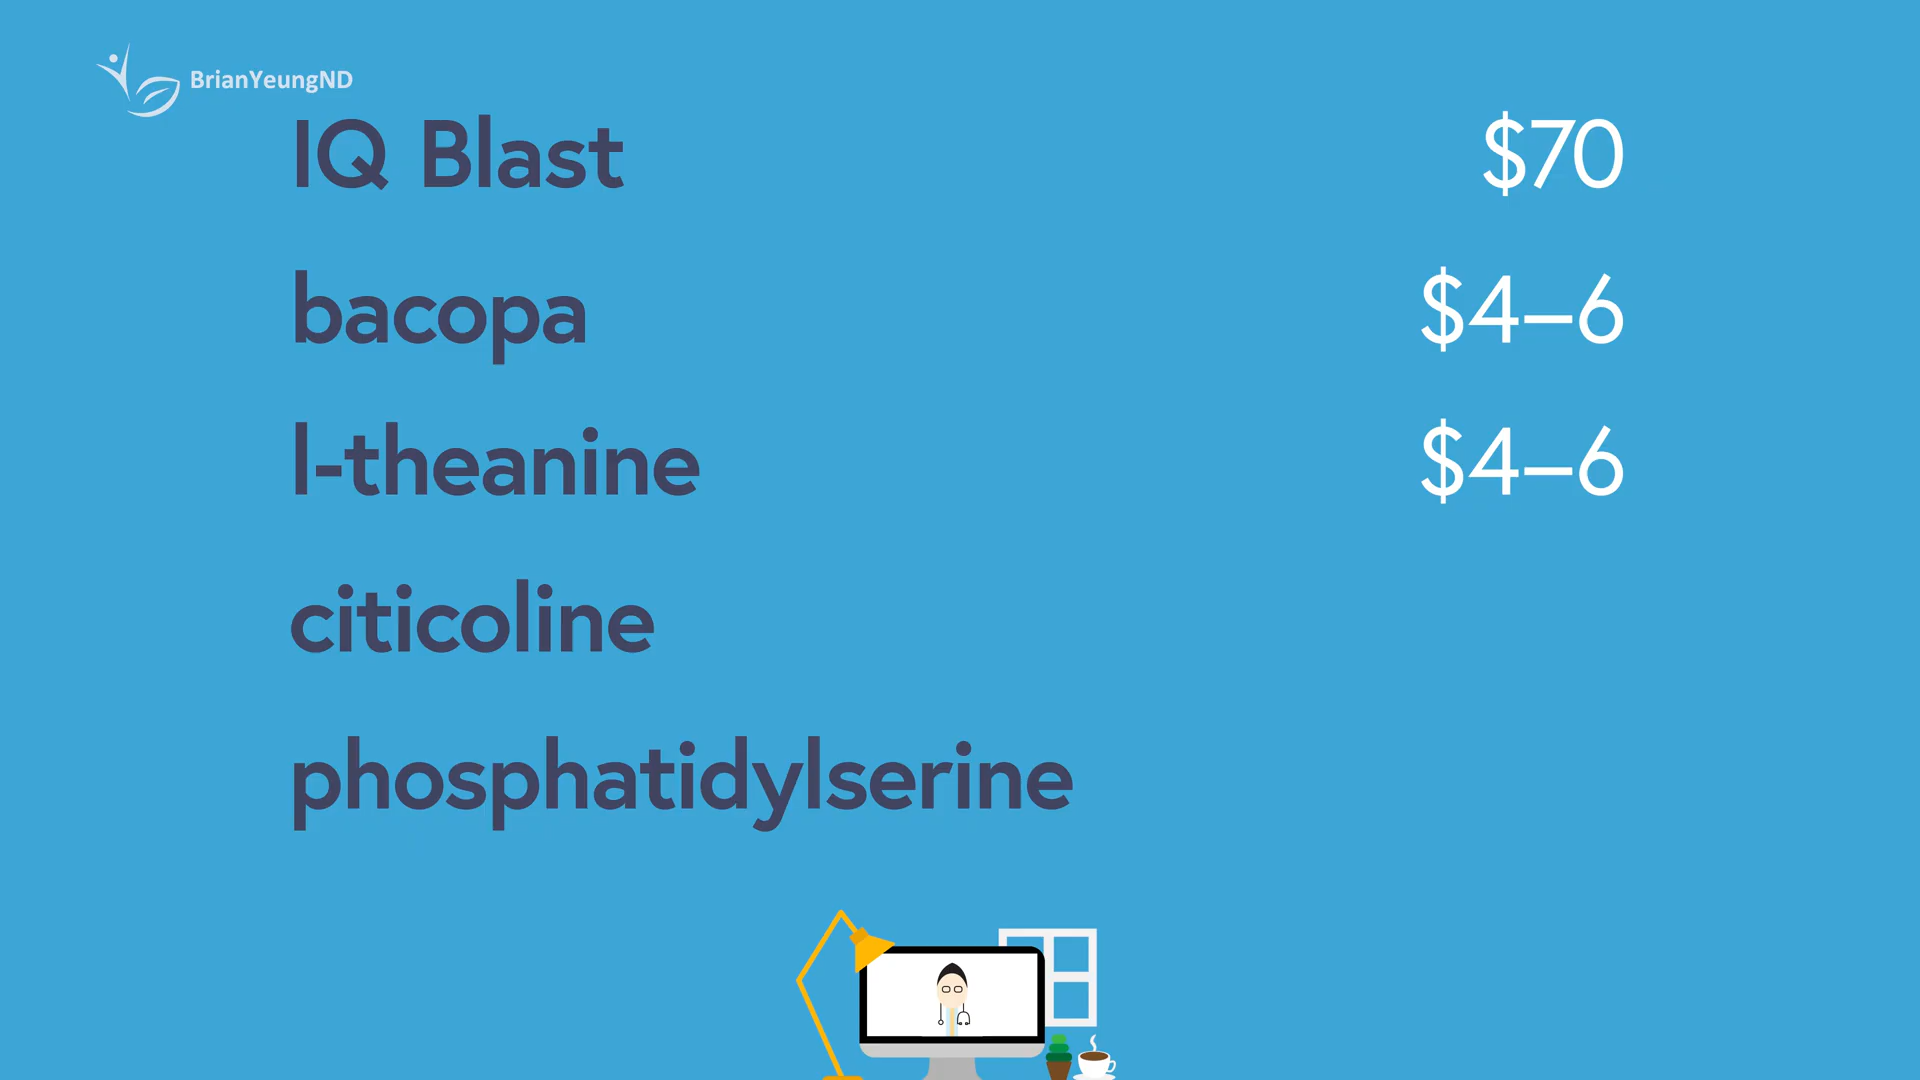 BrianYeungND
IQ Blast $70
bacopa $4–6
l-theanine $4–6
citicoline
phosphatidylserine